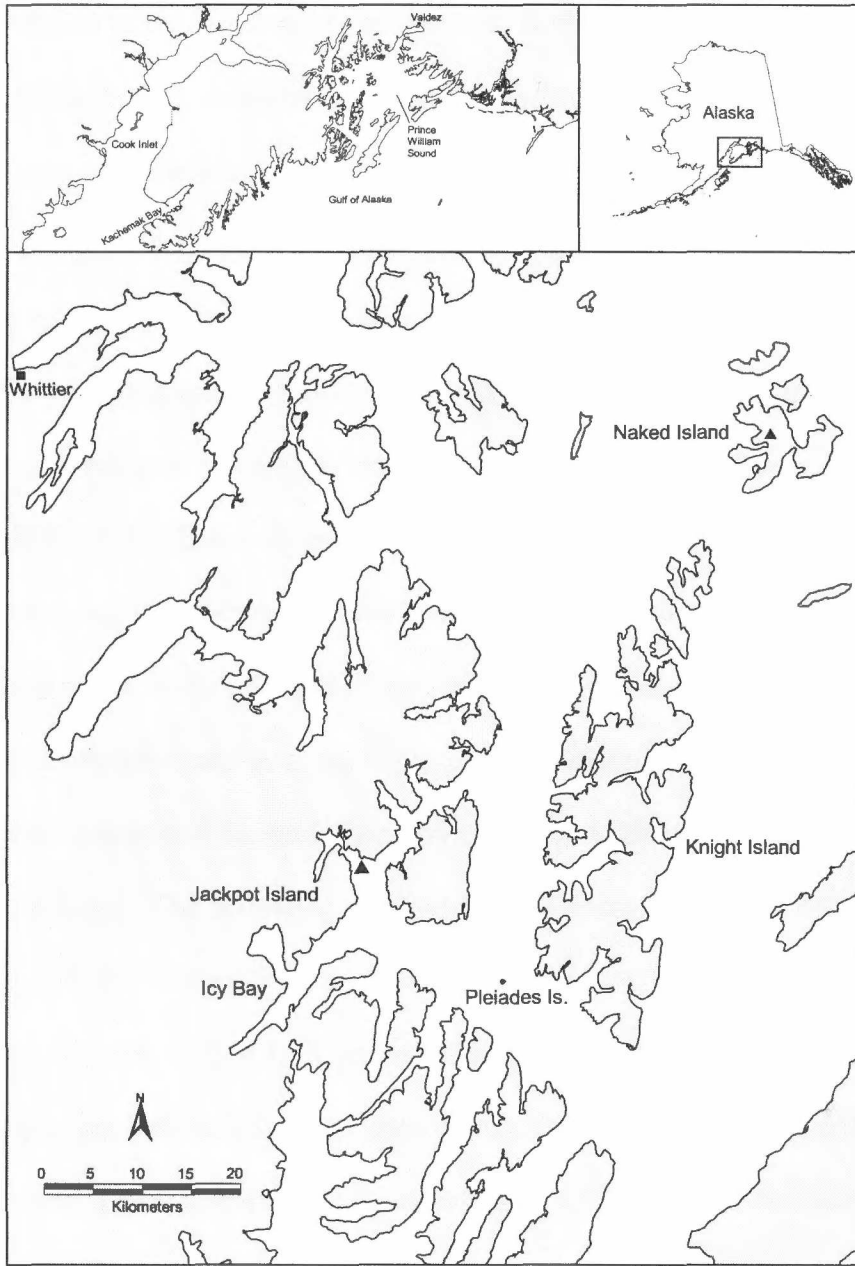 Valdez
Cook Inlet
Prince
William
Sound
Kachemak Bay
Gulf of Alaska
Alaska
Whittier
Naked Island
Knight Island
Jackpot Island
Icy Bay
Pleiades Is.
N
0 5 10 15 20
Kilometers